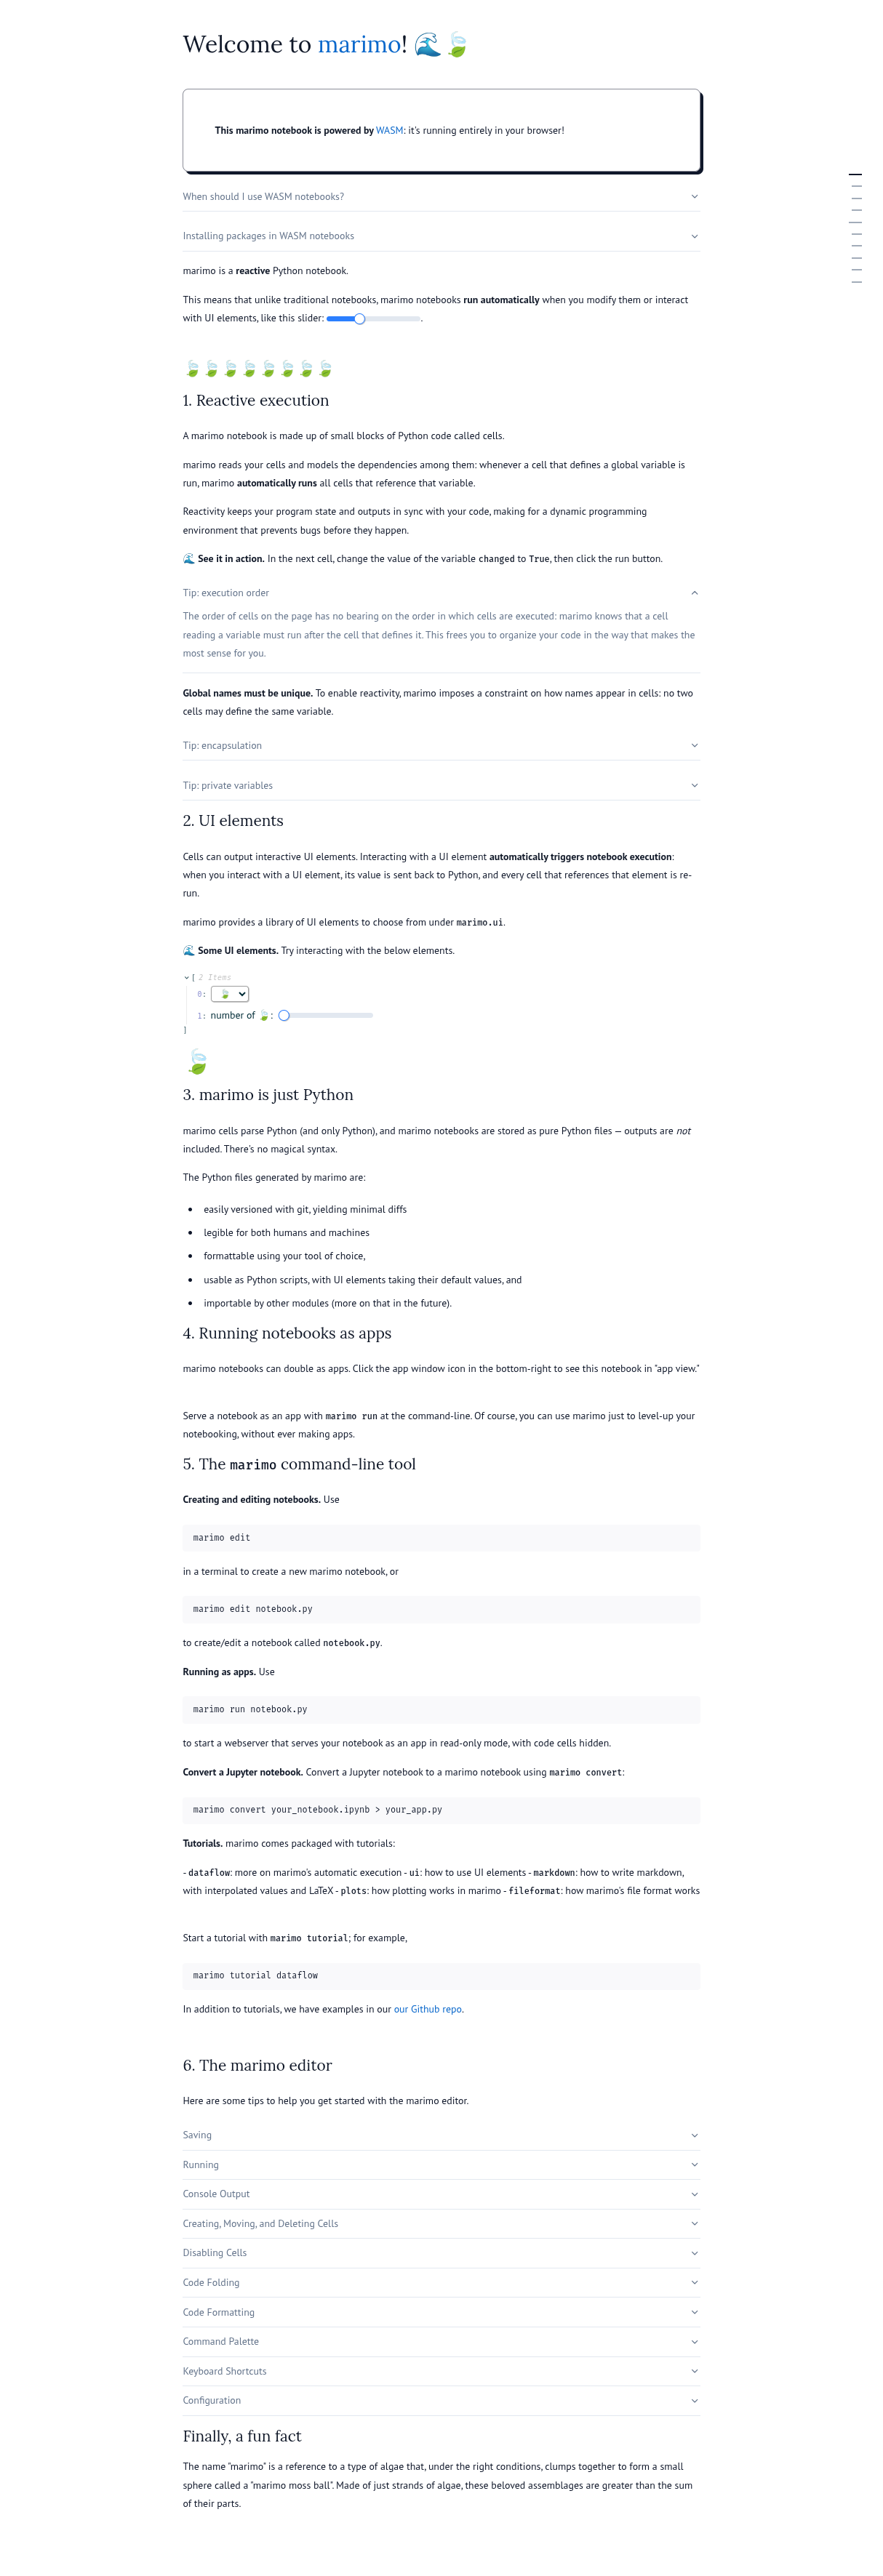 Welcome to marimo! 🌊🍃
This marimo notebook is powered by WASM: it's running entirely in your browser!
When should I use WASM notebooks?
Installing packages in WASM notebooks
marimo is a reactive Python notebook.
This means that unlike traditional notebooks, marimo notebooks run automatically when you modify them or interact
with UI elements, like this slider: .
🍃🍃🍃🍃🍃🍃🍃🍃
1. Reactive execution
A marimo notebook is made up of small blocks of Python code called cells.
marimo reads your cells and models the dependencies among them: whenever a cell that defines a global variable is
run, marimo automatically runs all cells that reference that variable.
Reactivity keeps your program state and outputs in sync with your code, making for a dynamic programming
environment that prevents bugs before they happen.
🌊 See it in action. In the next cell, change the value of the variable changed to True, then click the run button.
Tip: execution order
The order of cells on the page has no bearing on the order in which cells are executed: marimo knows that a cell
reading a variable must run after the cell that defines it. This frees you to organize your code in the way that makes the
most sense for you.
Global names must be unique. To enable reactivity, marimo imposes a constraint on how names appear in cells: no two
cells may define the same variable.
Tip: encapsulation
Tip: private variables
2. UI elements
Cells can output interactive UI elements. Interacting with a UI element automatically triggers notebook execution:
when you interact with a UI element, its value is sent back to Python, and every cell that references that element is re-
run.
marimo provides a library of UI elements to choose from under marimo.ui.
🌊 Some UI elements. Try interacting with the below elements.
[ 2 Items
0: 🍃
1: number of 🍃:
]
🍃
3. marimo is just Python
marimo cells parse Python (and only Python), and marimo notebooks are stored as pure Python files — outputs are not
included. There's no magical syntax.
The Python files generated by marimo are:
• easily versioned with git, yielding minimal diffs
• legible for both humans and machines
• formattable using your tool of choice,
• usable as Python scripts, with UI elements taking their default values, and
• importable by other modules (more on that in the future).
4. Running notebooks as apps
marimo notebooks can double as apps. Click the app window icon in the bottom-right to see this notebook in "app view."
Serve a notebook as an app with marimo run at the command-line. Of course, you can use marimo just to level-up your
notebooking, without ever making apps.
5. The marimo command-line tool
Creating and editing notebooks. Use
marimo edit
in a terminal to create a new marimo notebook, or
marimo edit notebook.py
to create/edit a notebook called notebook.py.
Running as apps. Use
marimo run notebook.py
to start a webserver that serves your notebook as an app in read-only mode, with code cells hidden.
Convert a Jupyter notebook. Convert a Jupyter notebook to a marimo notebook using marimo convert:
marimo convert your_notebook.ipynb > your_app.py
Tutorials. marimo comes packaged with tutorials:
- dataflow: more on marimo's automatic execution - ui: how to use UI elements - markdown: how to write markdown,
with interpolated values and LaTeX - plots: how plotting works in marimo - fileformat: how marimo's file format works
Start a tutorial with marimo tutorial; for example,
marimo tutorial dataflow
In addition to tutorials, we have examples in our our Github repo.
6. The marimo editor
Here are some tips to help you get started with the marimo editor.
Saving
Running
Console Output
Creating, Moving, and Deleting Cells
Disabling Cells
Code Folding
Code Formatting
Command Palette
Keyboard Shortcuts
Configuration
Finally, a fun fact
The name "marimo" is a reference to a type of algae that, under the right conditions, clumps together to form a small
sphere called a "marimo moss ball". Made of just strands of algae, these beloved assemblages are greater than the sum
of their parts.